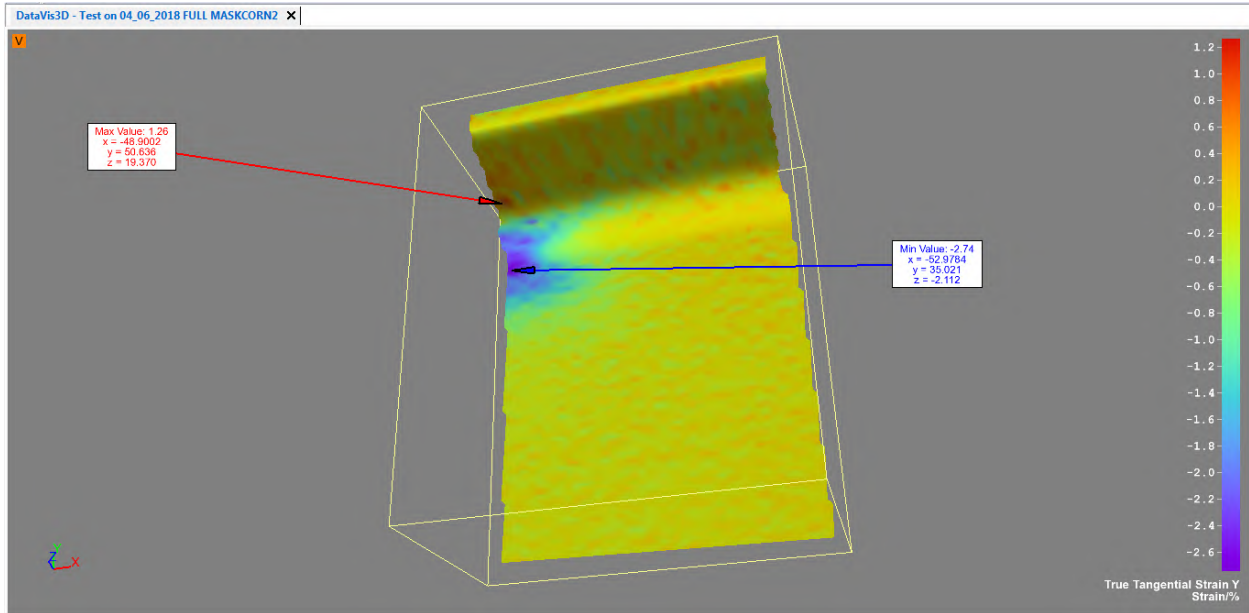 DataVis3D - Test on 04_06_2018 FULL MASKCORN2 X
V
Max Value: 1.26
x = -48.9002
y = 50.636
z = 19.370
Min Value: -2.74
x = -52.9784
y = 35.021
z = -2.112
1.2
1.0
0.8
0.6
0.4
0.2
0.0
-0.2
-0.4
-0.6
-0.8
-1.0
-1.2
-1.4
-1.6
-1.8
-2.0
-2.2
-2.4
-2.6
Y
Z
X
True Tangential Strain Y
Strain/%